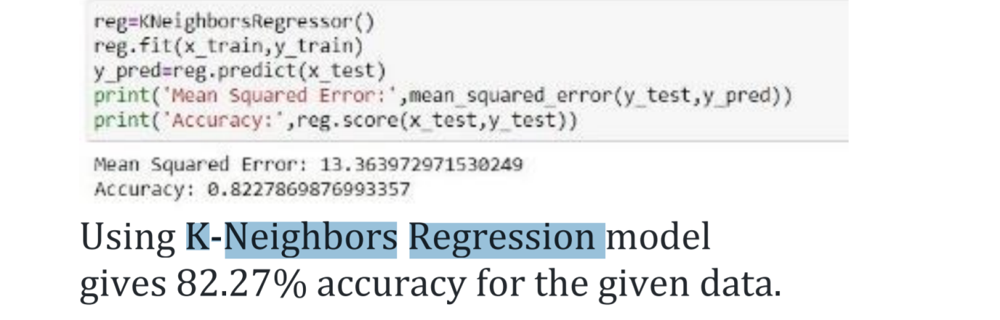 reg=KNeighborsRegressor()
reg.fit(x_train,y_train)
y_pred=reg.predict(x_test)
print('Mean Squared Error:',mean_squared_error(y_test,y_pred))
print('Accuracy:',reg.score(x_test,y_test))
Mean Squared Error: 13.363972971530249
Accuracy: 0.8227869876993357
Using K-Neighbors Regression model
gives 82.27% accuracy for the given data.